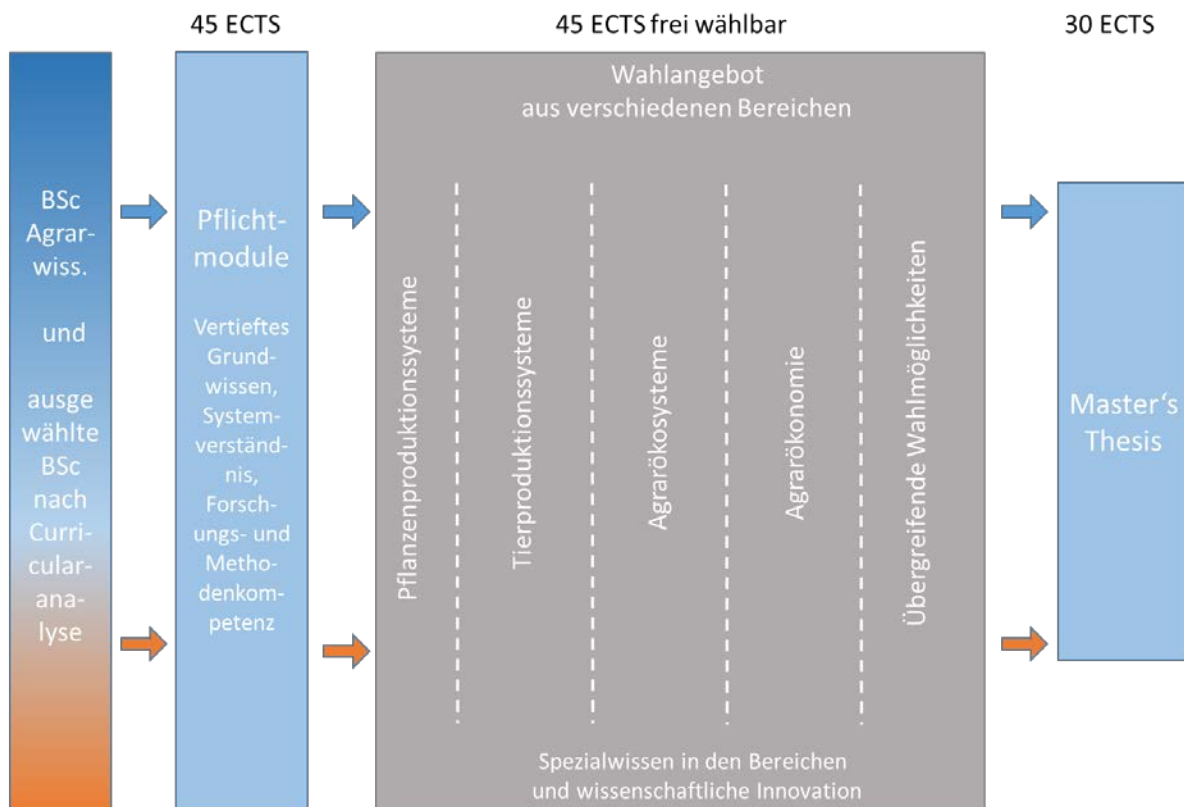 45 ECTS
45 ECTS frei wählbar
30 ECTS
BSc
Agrar-
wiss.
und
ausge
wählte
BSc
nach
Curri-
cular-
ana-
lyse
Pflicht-
module
Vertieftes
Grund-
wissen,
System-
verständ-
nis,
Forsch-
ungs- und
Metho-
denkom-
petenz
Wahlangebot
aus verschiedenen Bereichen
Pflanzenproduktionssysteme
Tierproduktionssysteme
Agrarökosysteme
Agrarökonomie
Übergreifende Wahlmöglichkeiten
Spezialwissen in den Bereichen
und wissenschaftliche Innovation
Master‘s
Thesis